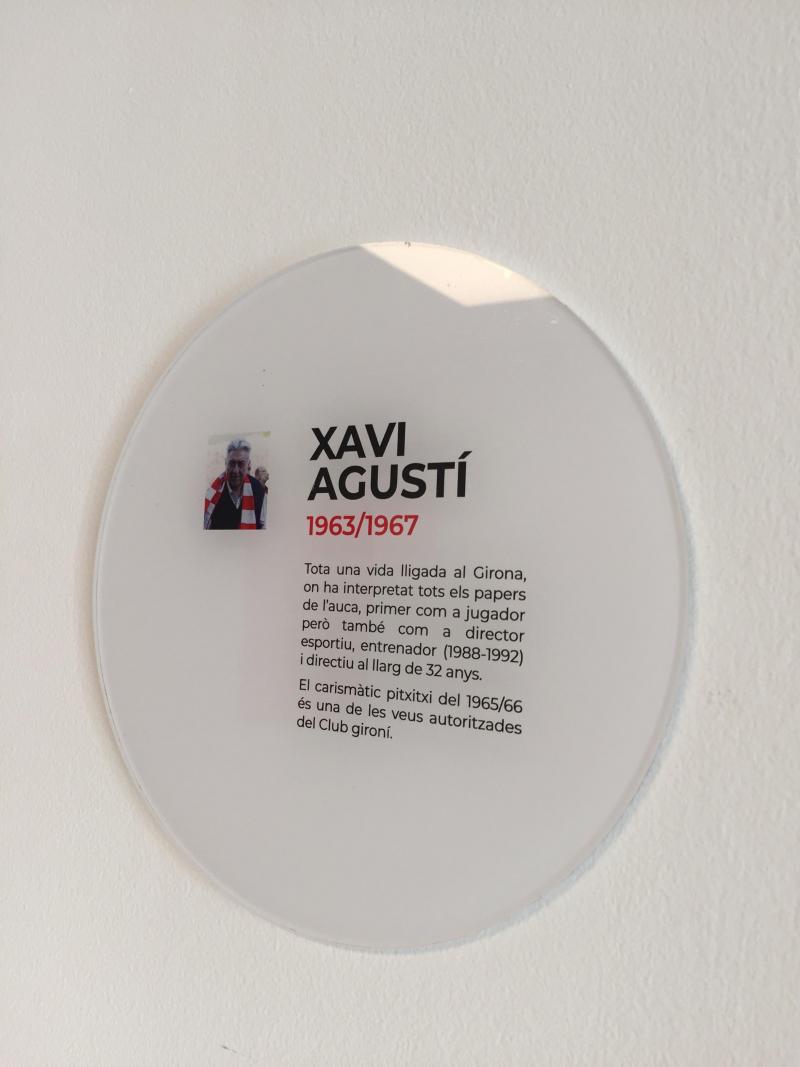 XAVI
AGUSTÍ
1963/1967
Tota una vida lligada al Girona,
on ha interpretat tots els papers
de l'auca, primer com a jugador
però també com a director
esportiu, entrenador (1988-1992)
i directiu al llarg de 32 anys.
El carismàtic pitxitxi del 1965/66
és una de les veus autoritzades
del Club gironí.